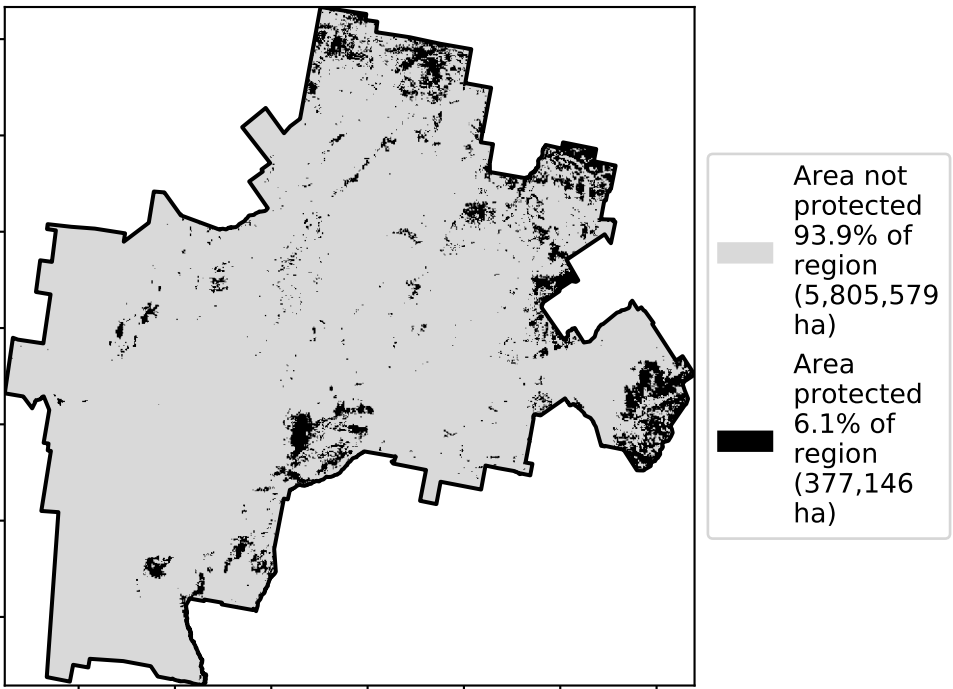 Area not
protected
93.9% of
region
(5,805,579
ha)
Area
protected
6.1% of
region
(377,146
ha)